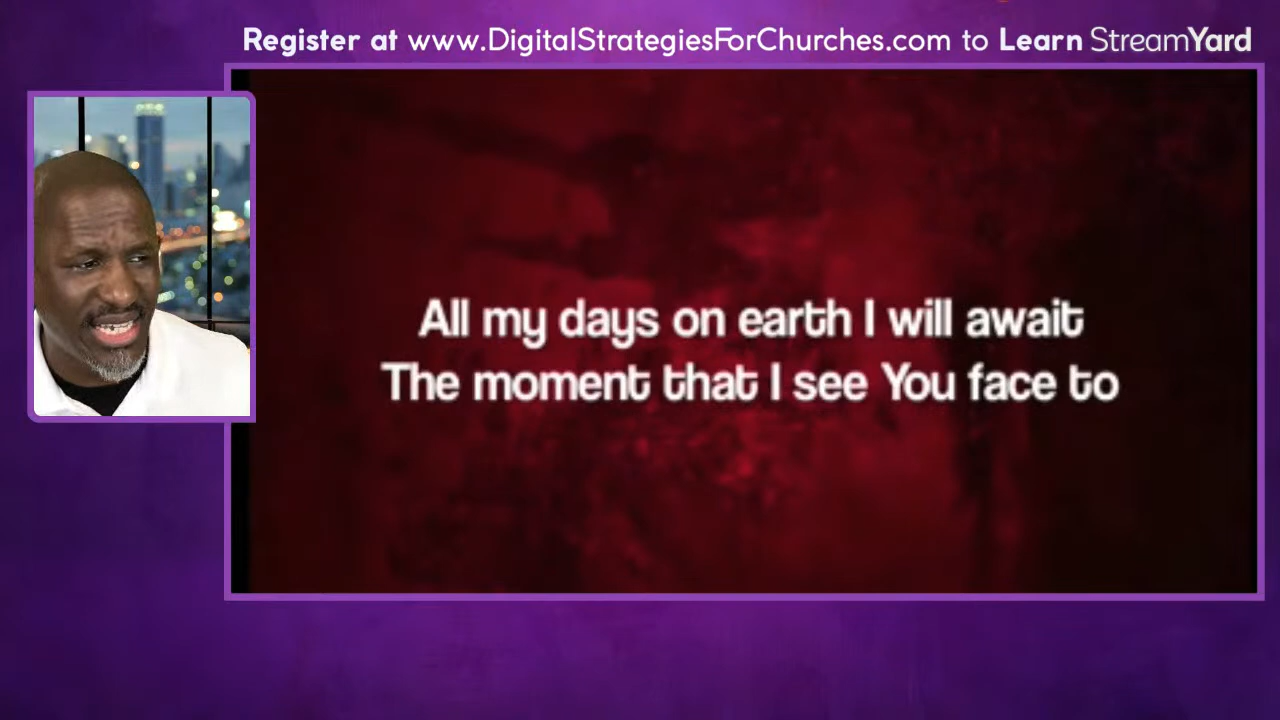 Register at www.DigitalStrategiesForChurches.com to Learn StreamYard
All my days on earth I will await
The moment that I see You face to